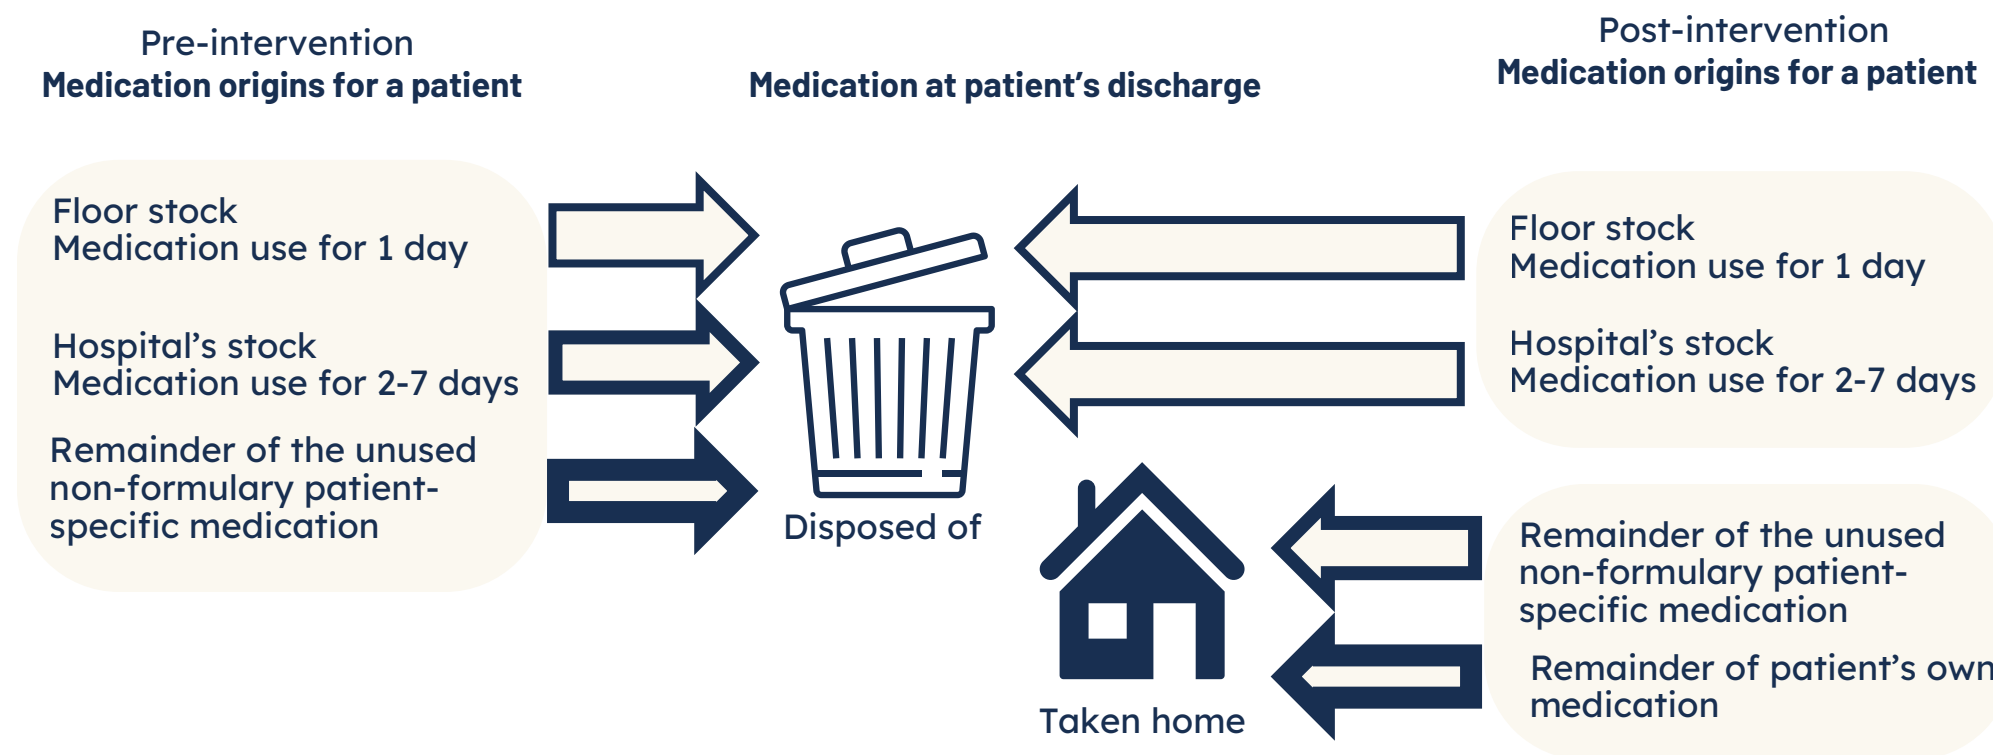 Pre-intervention
Medication origins for a patient
Floor stock
Medication use for 1 day
Hospital’s stock
Medication use for 2-7 days
Remainder of the unused
non-formulary patient-
specific medication
Medication at patient’s discharge
Disposed of
Taken home
Post-intervention
Medication origins for a patient
Floor stock
Medication use for 1 day
Hospital’s stock
Medication use for 2-7 days
Remainder of the unused
non-formulary patient-
specific medication
Remainder of patient’s own
medication